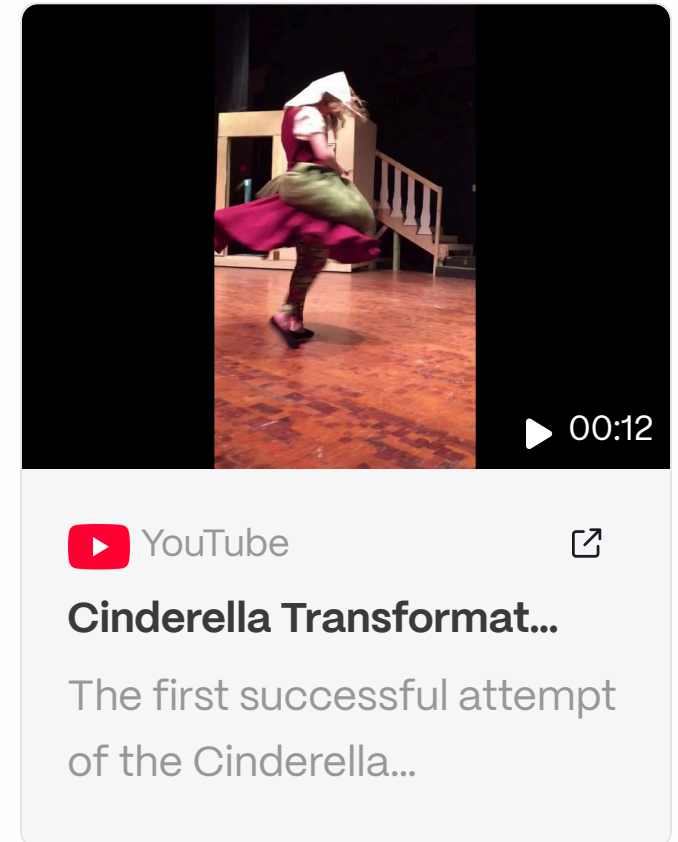 00:12
YouTube
Cinderella Transformat...
The first successful attempt
of the Cinderella...